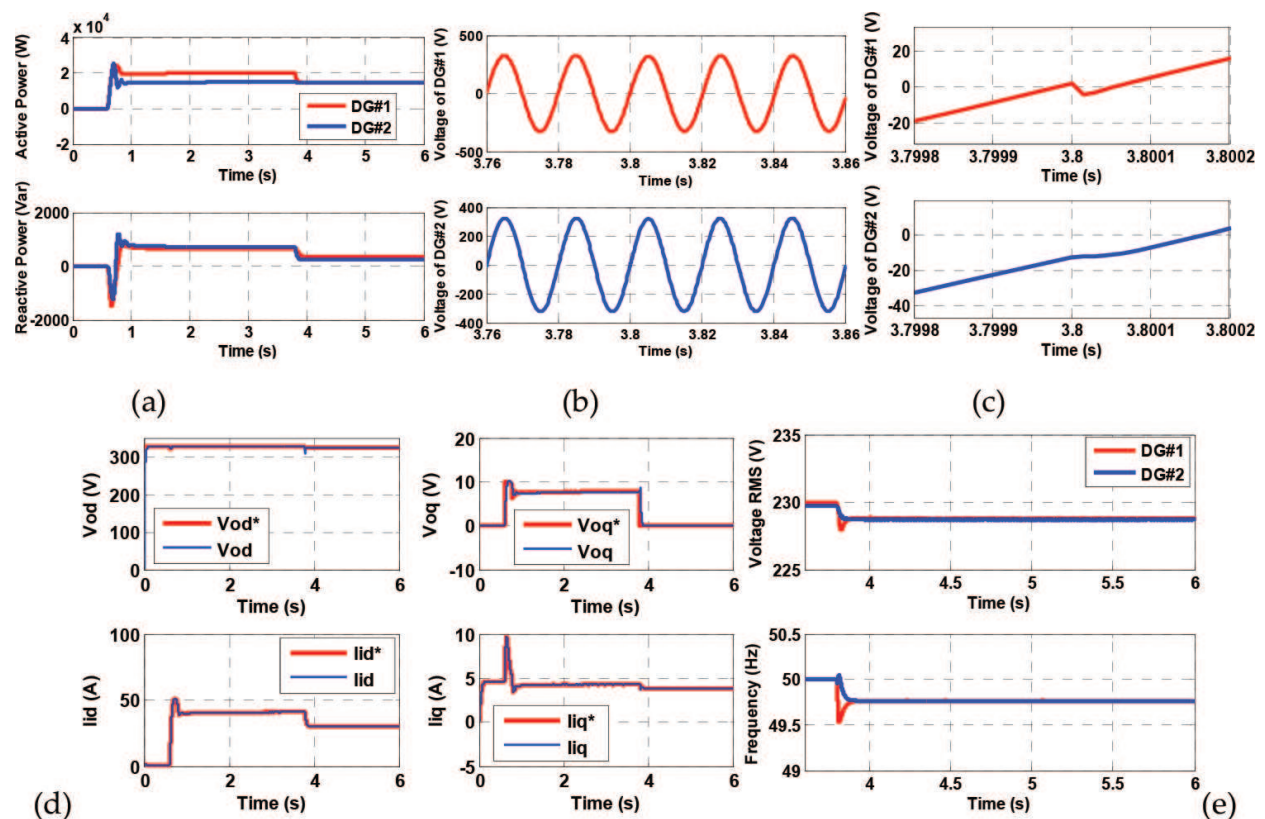 x 10^4
Active Power (W)
4
2
0
-2
DG#1
DG#2
0 1 2 3 4 5 6
Time (s)
Reactive Power (Var)
2000
0
-2000
0 1 2 3 4 5 6
Time (s)
(a)
Voltage of DG#1 (V)
500
0
-500
3.76 3.78 3.8 3.82 3.84 3.86
Time (s)
Voltage of DG#2 (V)
400
200
0
-200
-400
3.76 3.78 3.8 3.82 3.84 3.86
Time (s)
(b)
Voltage of DG#1 (V)
20
0
-20
3.7998 3.7999 3.8 3.8001 3.8002
Time (s)
Voltage of DG#2 (V)
0
-20
-40
3.7998 3.7999 3.8 3.8001 3.8002
Time (s)
(c)
Vod (V)
300
200
100
0
Vod*
Vod
0 2 4 6
Time (s)
Voq (V)
20
10
0
-10
Voq*
Voq
0 2 4 6
Time (s)
Iid (A)
100
50
0
Iid*
Iid
0 2 4 6
Time (s)
Iiq (A)
10
5
0
-5
Iiq*
Iiq
0 2 4 6
Time (s)
(d)
Voltage RMS (V)
235
230
225
DG#1
DG#2
4 4.5 5 5.5 6
Time (s)
Frequency (Hz)
50.5
50
49.5
49
4 4.5 5 5.5 6
Time (s)
(e)